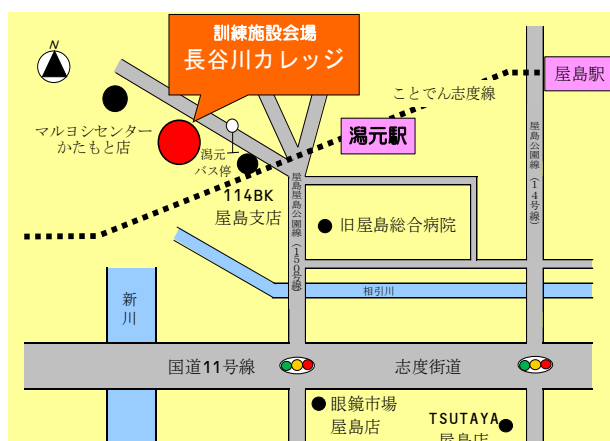 N
訓練施設会場
長谷川カレッジ
屋島駅
ことでん志度線
マルヨシセンター
かたもと店
潟元駅
潟元
バス停
114BK
屋島支店
屋島公園線(14号線)
屋島屋島公園線(150号)
旧屋島総合病院
新
川
相引川
国道11号線
志度街道
眼鏡市場
屋島店
TSUTAYA
屋島店